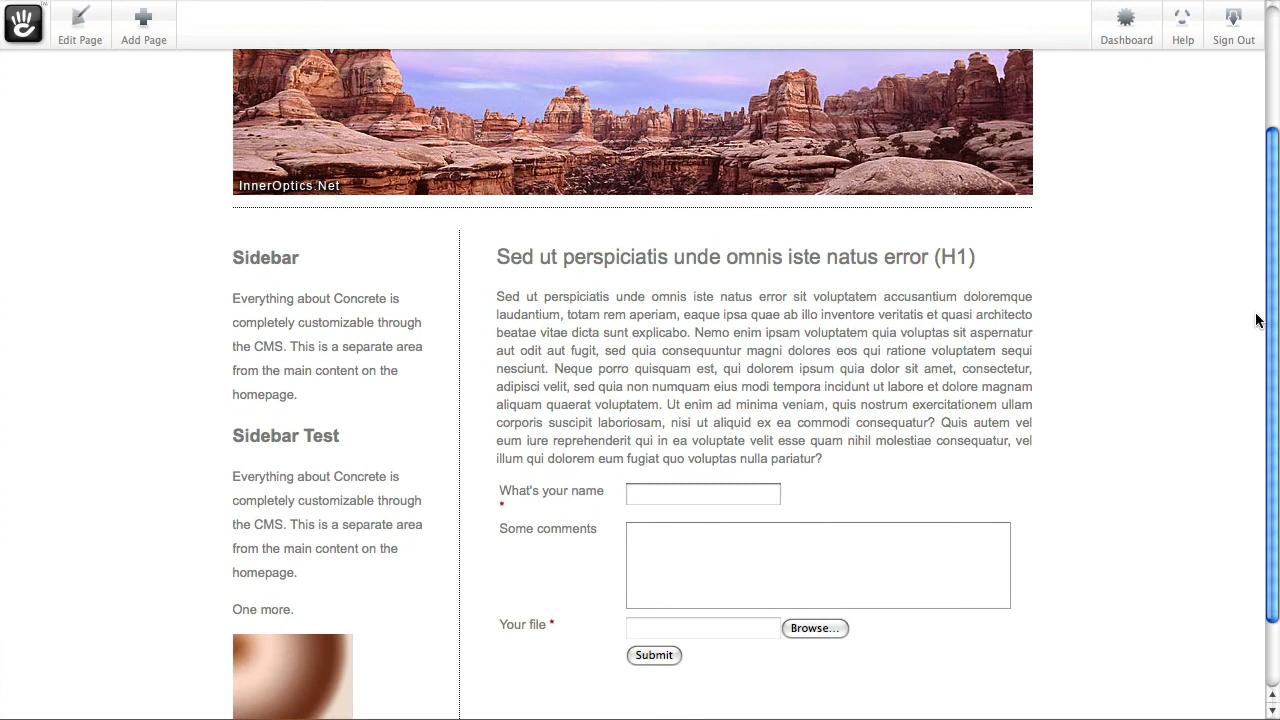 Edit Page
Add Page
Dashboard
Help
Sign Out
InnerOptics.Net
Sidebar
Everything about Concrete is
completely customizable through
the CMS. This is a separate area
from the main content on the
homepage.
Sidebar Test
Everything about Concrete is
completely customizable through
the CMS. This is a separate area
from the main content on the
homepage.
One more.
Sed ut perspiciatis unde omnis iste natus error (H1)
Sed ut perspiciatis unde omnis iste natus error sit voluptatem accusantium doloremque
laudantium, totam rem aperiam, eaque ipsa quae ab illo inventore veritatis et quasi architecto
beatae vitae dicta sunt explicabo. Nemo enim ipsam voluptatem quia voluptas sit aspernatur
aut odit aut fugit, sed quia consequuntur magni dolores eos qui ratione voluptatem sequi
nesciunt. Neque porro quisquam est, qui dolorem ipsum quia dolor sit amet, consectetur,
adipisci velit, sed quia non numquam eius modi tempora incidunt ut labore et dolore magnam
aliquam quaerat voluptatem. Ut enim ad minima veniam, quis nostrum exercitationem ullam
corporis suscipit laboriosam, nisi ut aliquid ex ea commodi consequatur? Quis autem vel
eum iure reprehenderit qui in ea voluptate velit esse quam nihil molestiae consequatur, vel
illum qui dolorem eum fugiat quo voluptas nulla pariatur?
What's your name
*
Some comments
Your file *
Browse...
Submit